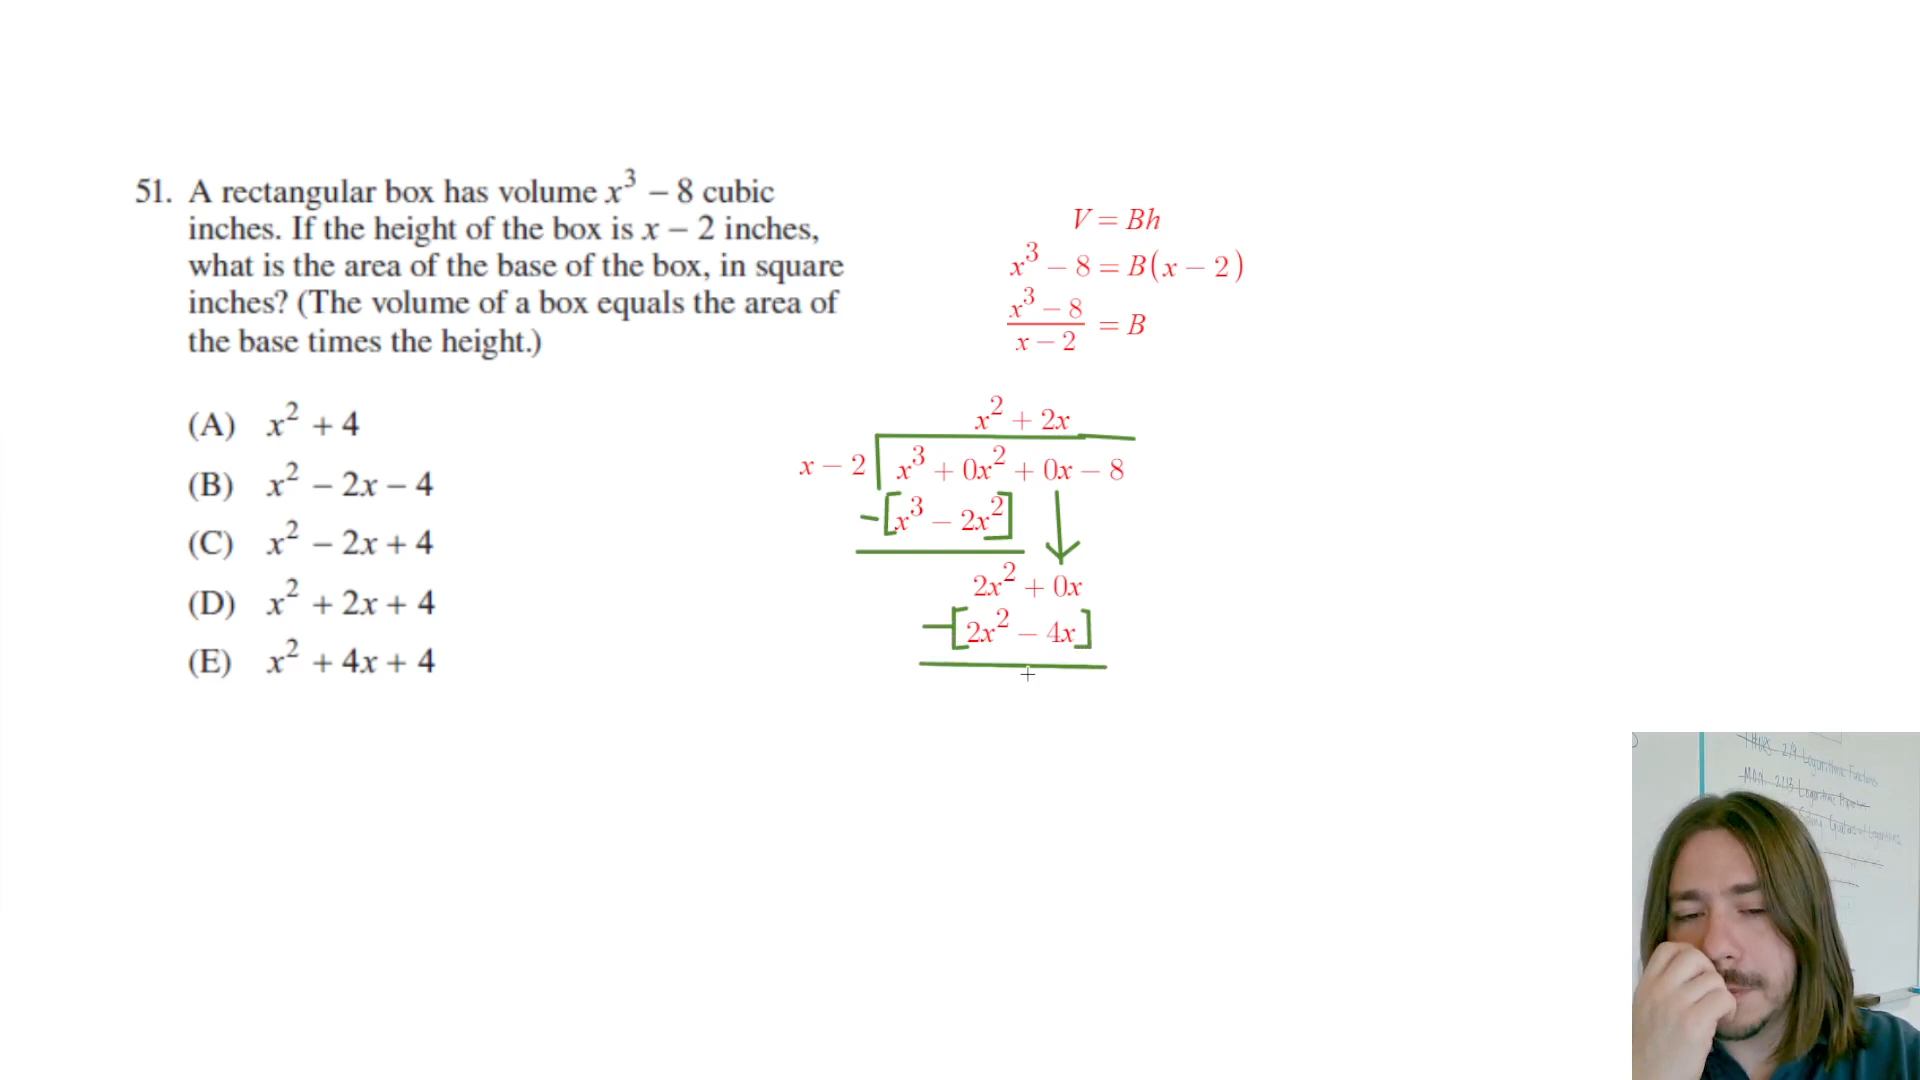 51. A rectangular box has volume x³ – 8 cubic
inches. If the height of the box is x – 2 inches,
what is the area of the base of the box, in square
inches? (The volume of a box equals the area of
the base times the height.)
(A) x² + 4
(B) x² – 2x – 4
(C) x² – 2x + 4
(D) x² + 2x + 4
(E) x² + 4x + 4
V = Bh
x³ – 8 = B(x – 2)
x³ – 8
= B
x – 2
x² + 2x
x – 2 x³ + 0x² + 0x – 8
–[x³ – 2x²]
2x² + 0x
–[2x² – 4x]
2.14 Logarithmic Functions